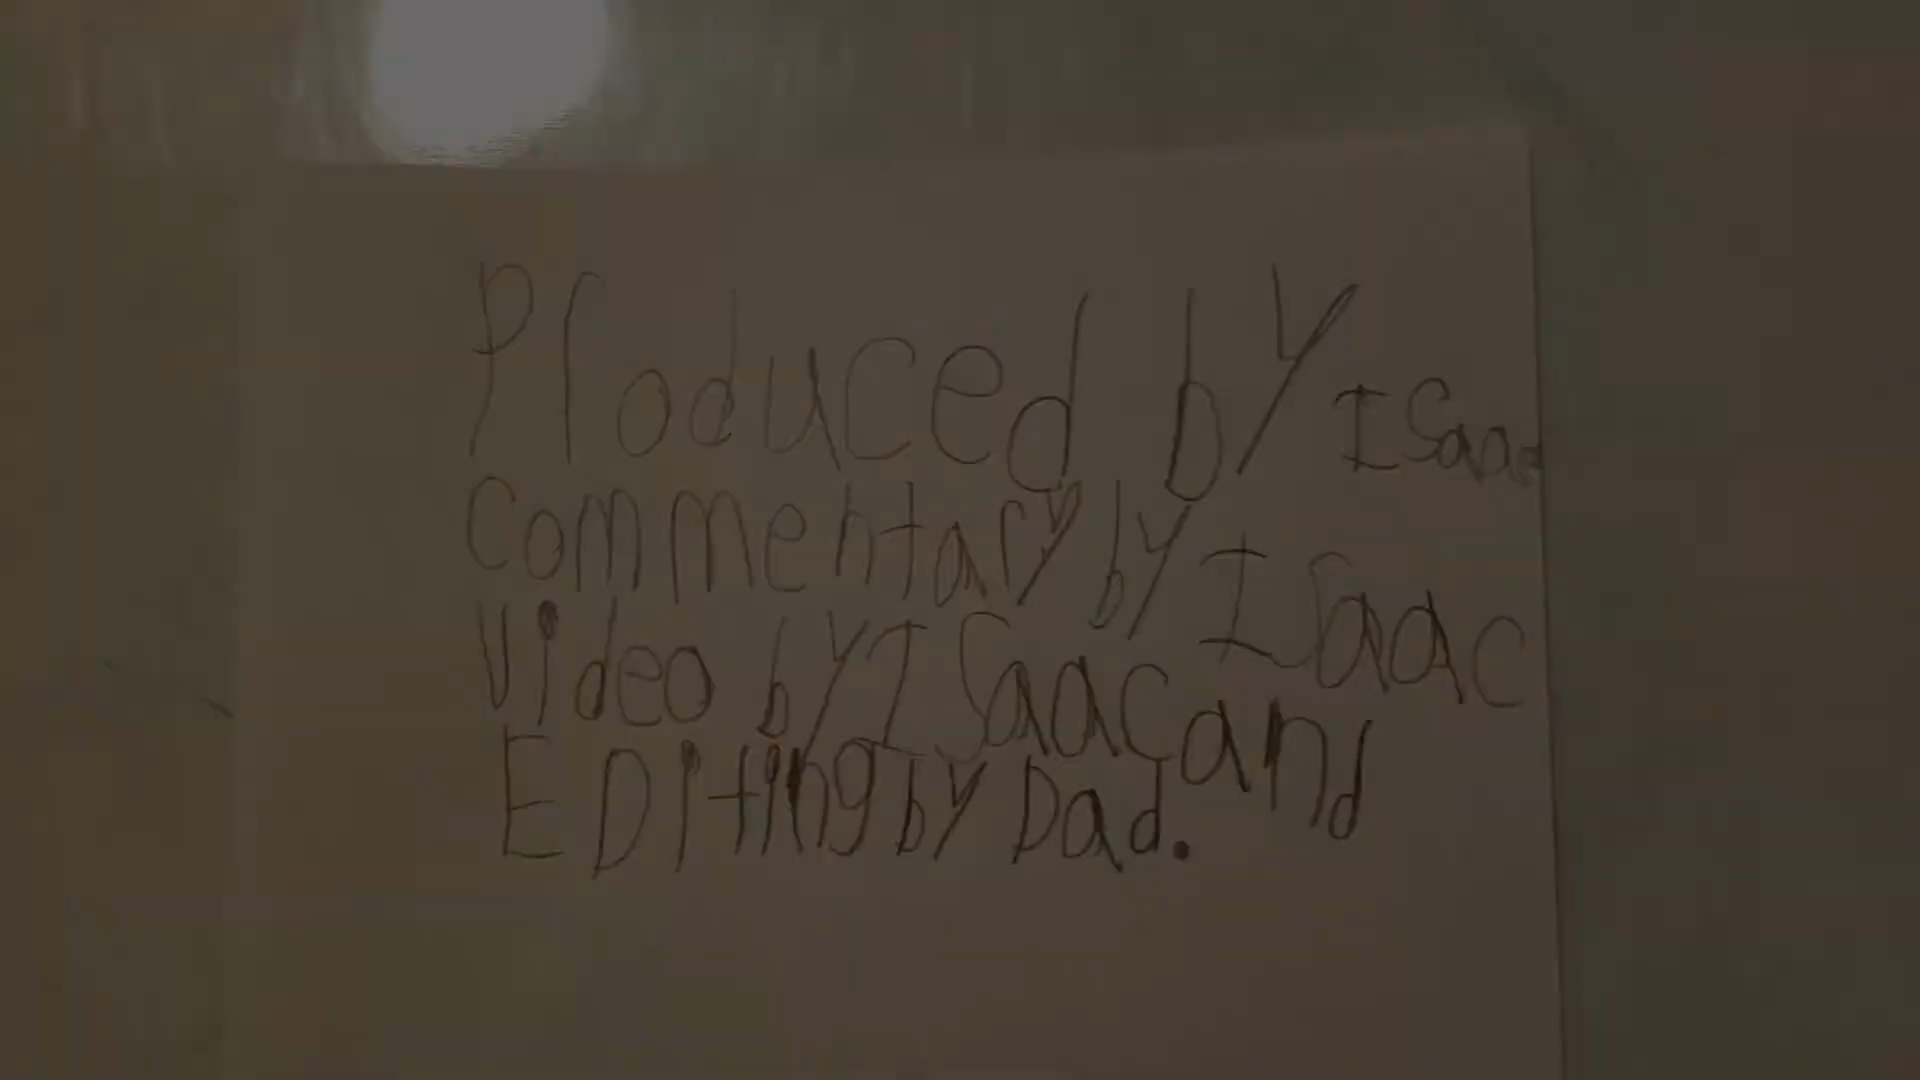 Produced by Isaac
Commentary by Isaac
Video by Isaac and
EDiting by Dad.